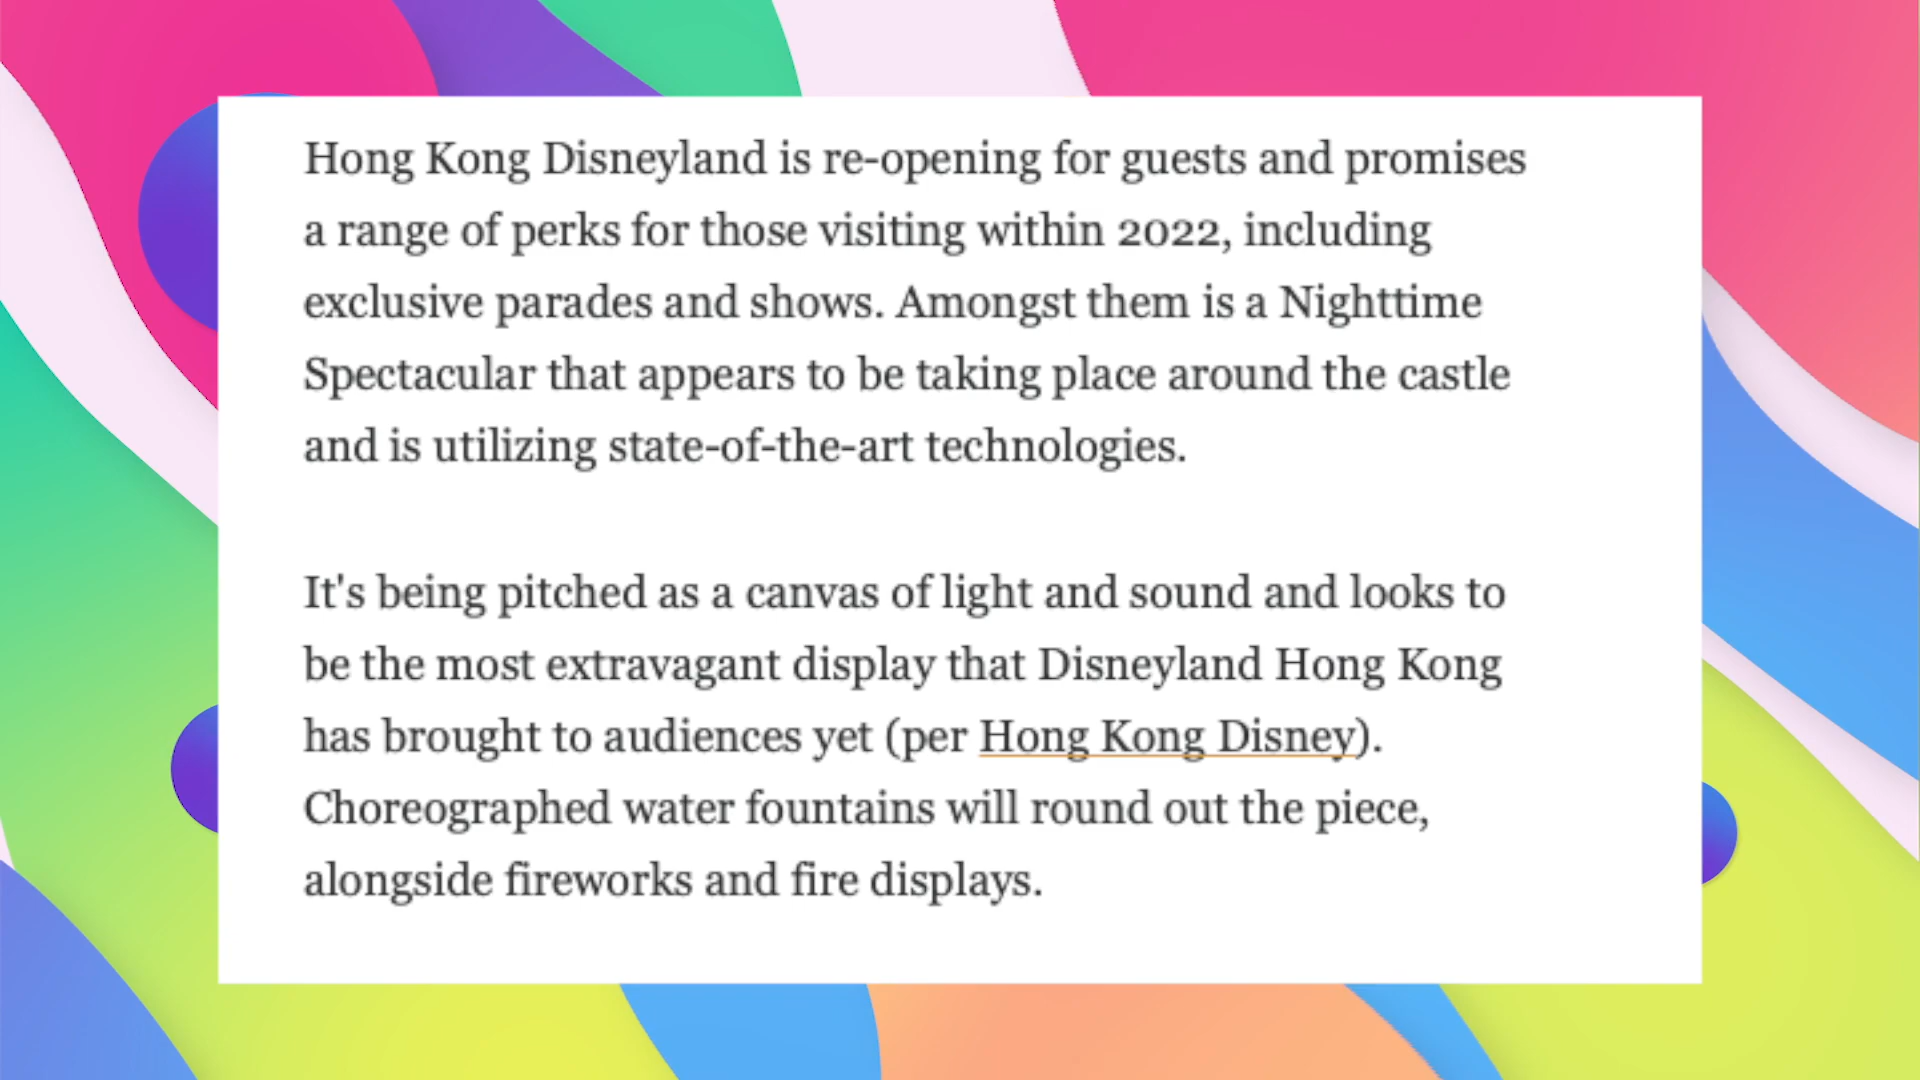 Hong Kong Disneyland is re-opening for guests and promises
a range of perks for those visiting within 2022, including
exclusive parades and shows. Amongst them is a Nighttime
Spectacular that appears to be taking place around the castle
and is utilizing state-of-the-art technologies.
It's being pitched as a canvas of light and sound and looks to
be the most extravagant display that Disneyland Hong Kong
has brought to audiences yet (per Hong Kong Disney).
Choreographed water fountains will round out the piece,
alongside fireworks and fire displays.